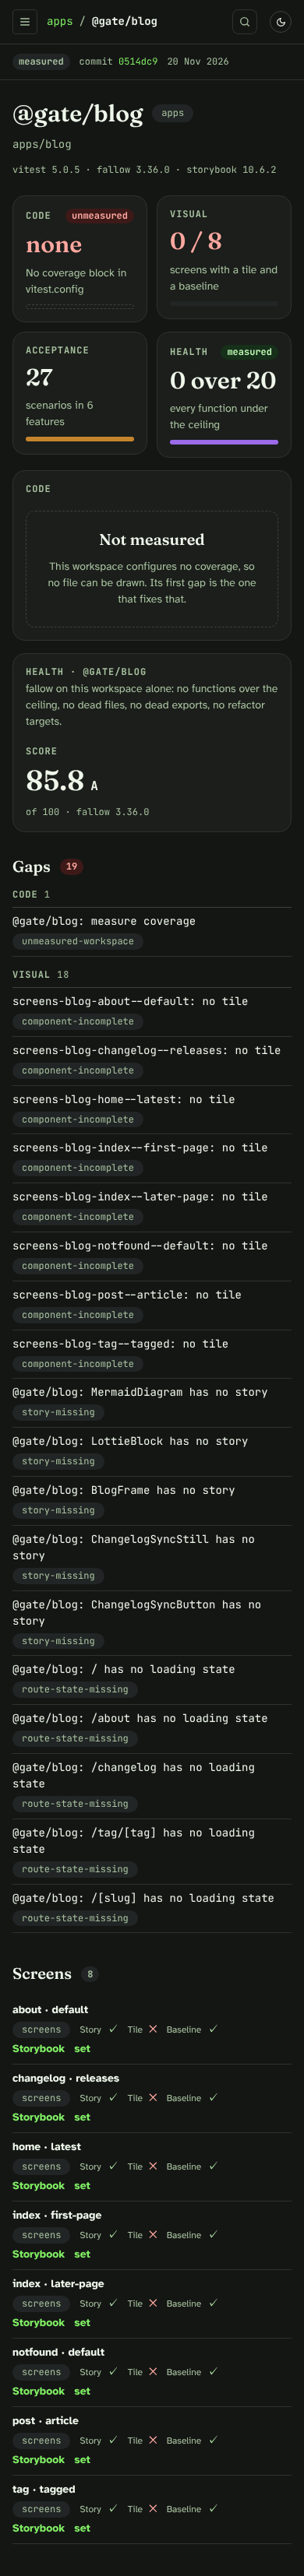 apps / @gate/blog
measured commit 0514dc9 20 Nov 2026
@gate/blog apps
apps/blog
vitest 5.0.5 · fallow 3.36.0 · storybook 10.6.2
CODE unmeasured
none
No coverage block in
vitest.config
VISUAL
0 / 8
screens with a tile and
a baseline
ACCEPTANCE
27
scenarios in 6
features
HEALTH measured
0 over 20
every function under
the ceiling
CODE
Not measured
This workspace configures no coverage, so
no file can be drawn. Its first gap is the one
that fixes that.
HEALTH · @GATE/BLOG
fallow on this workspace alone: no functions over the
ceiling, no dead files, no dead exports, no refactor
targets.
SCORE
85.8 A
of 100 · fallow 3.36.0
Gaps 19
CODE 1
@gate/blog: measure coverage
unmeasured-workspace
VISUAL 18
screens-blog-about--default: no tile
component-incomplete
screens-blog-changelog--releases: no tile
component-incomplete
screens-blog-home--latest: no tile
component-incomplete
screens-blog-index--first-page: no tile
component-incomplete
screens-blog-index--later-page: no tile
component-incomplete
screens-blog-notfound--default: no tile
component-incomplete
screens-blog-post--article: no tile
component-incomplete
screens-blog-tag--tagged: no tile
component-incomplete
@gate/blog: MermaidDiagram has no story
story-missing
@gate/blog: LottieBlock has no story
story-missing
@gate/blog: BlogFrame has no story
story-missing
@gate/blog: ChangelogSyncStill has no
story
story-missing
@gate/blog: ChangelogSyncButton has no
story
story-missing
@gate/blog: / has no loading state
route-state-missing
@gate/blog: /about has no loading state
route-state-missing
@gate/blog: /changelog has no loading
state
route-state-missing
@gate/blog: /tag/[tag] has no loading
state
route-state-missing
@gate/blog: /[slug] has no loading state
route-state-missing
Screens 8
about · default
screens Story ✓ Tile ✕ Baseline ✓
Storybook set
changelog · releases
screens Story ✓ Tile ✕ Baseline ✓
Storybook set
home · latest
screens Story ✓ Tile ✕ Baseline ✓
Storybook set
index · first-page
screens Story ✓ Tile ✕ Baseline ✓
Storybook set
index · later-page
screens Story ✓ Tile ✕ Baseline ✓
Storybook set
notfound · default
screens Story ✓ Tile ✕ Baseline ✓
Storybook set
post · article
screens Story ✓ Tile ✕ Baseline ✓
Storybook set
tag · tagged
screens Story ✓ Tile ✕ Baseline ✓
Storybook set